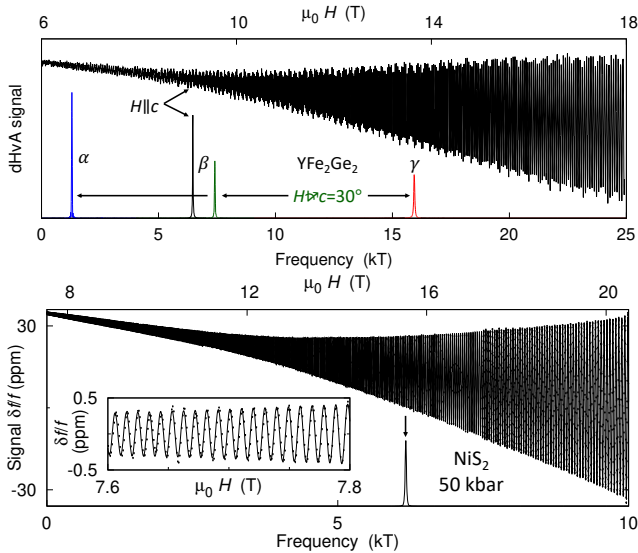 μ₀ H (T)
6 10 14 18
dHvA signal
H∥c
α β YFe₂Ge₂ γ
H∢c=30°
0 5 10 15 20 25
Frequency (kT)
μ₀ H (T)
8 12 16 20
Signal δf/f (ppm)
30
-30
0.5
-0.5
δf/f
(ppm)
7.6 μ₀ H (T) 7.8
NiS₂
50 kbar
0 5 10
Frequency (kT)